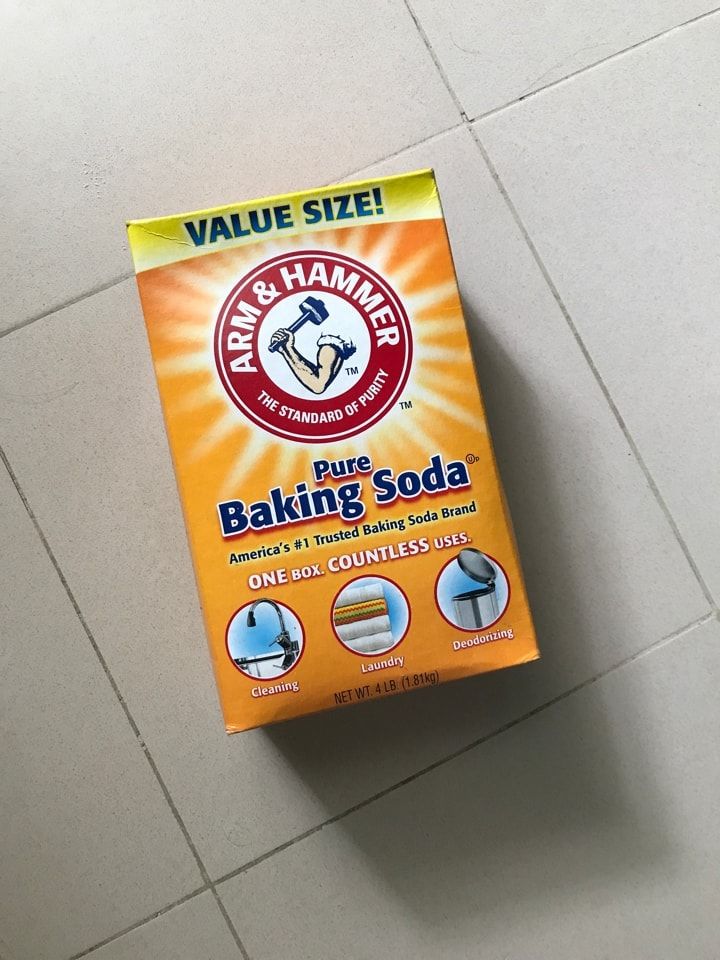 VALUE SIZE!
ARM & HAMMER
TM
THE STANDARD OF PURITY
TM
Pure
Baking Soda ⓊP
America's #1 Trusted Baking Soda Brand
ONE BOX. COUNTLESS USES.
Cleaning
Laundry
Deodorizing
NET WT. 4 LB. (1.81kg)